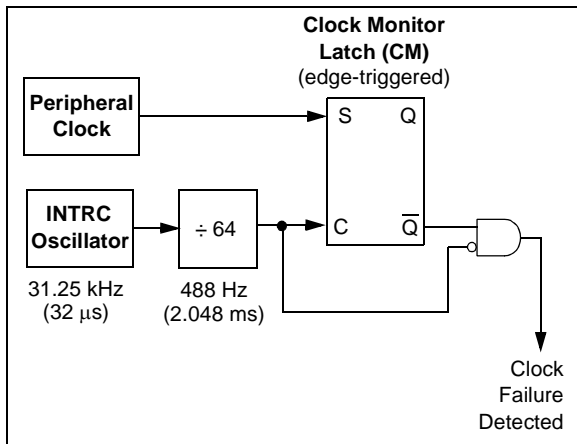 Clock Monitor
Latch (CM)
(edge-triggered)
Peripheral
Clock
S
Q
INTRC
Oscillator
÷ 64
C
Q̅
31.25 kHz
(32 μs)
488 Hz
(2.048 ms)
Clock
Failure
Detected